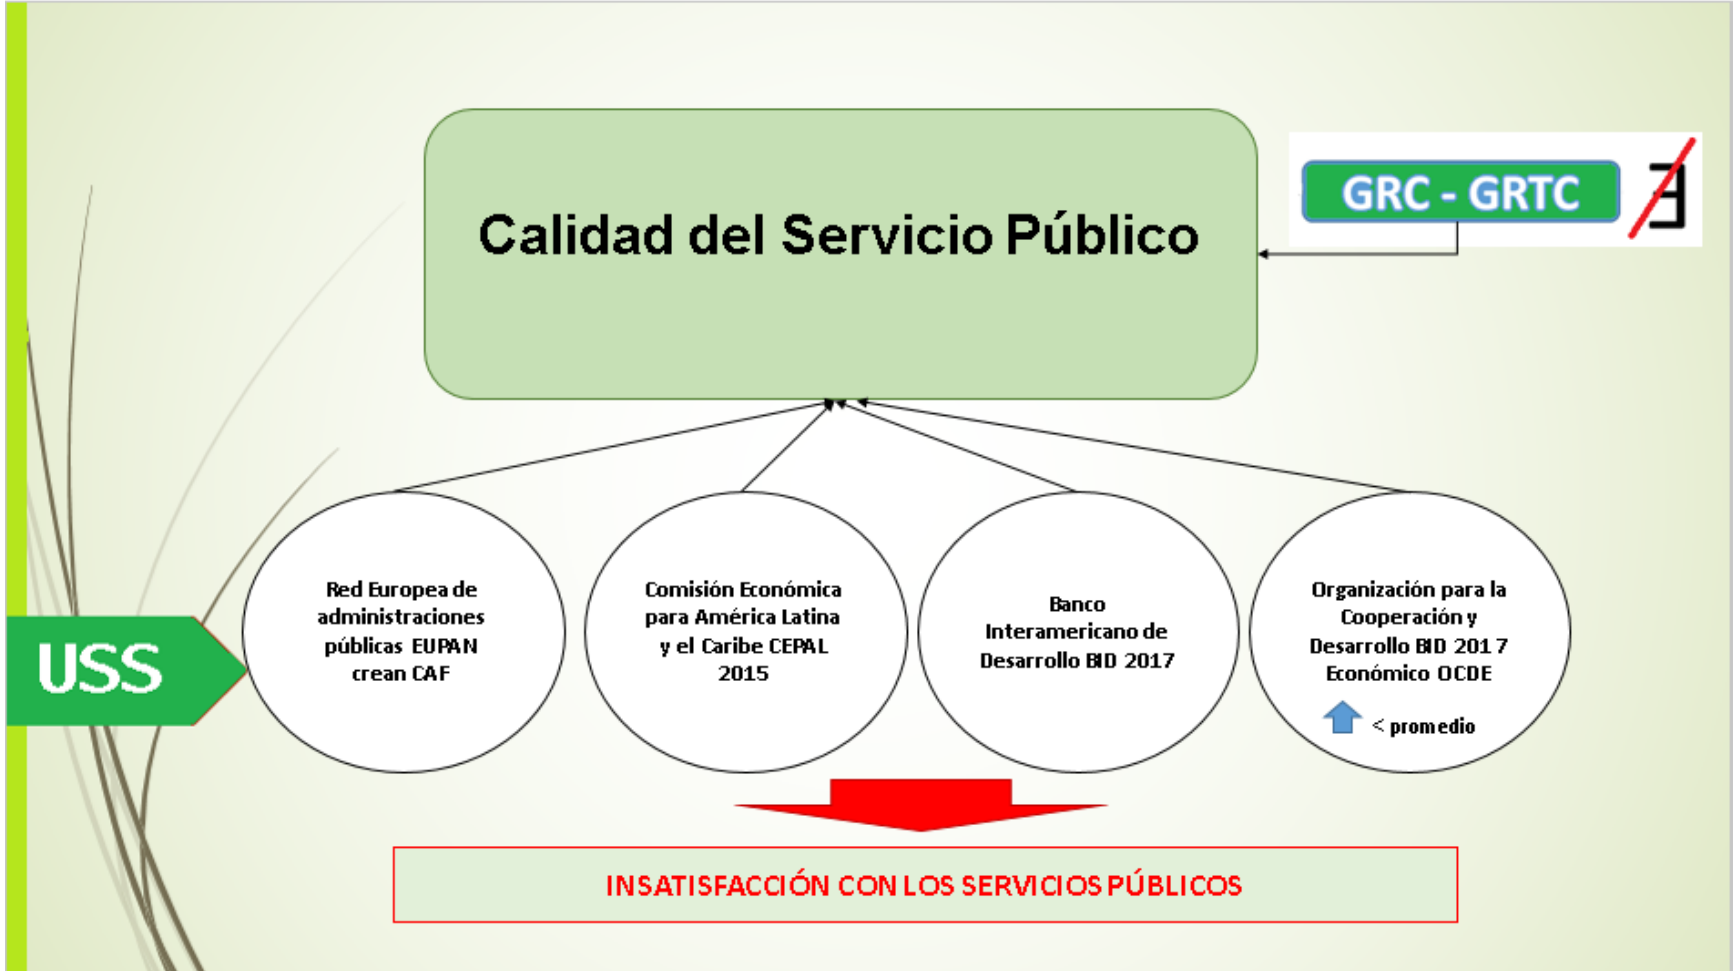 Calidad del Servicio Público
GRC - GRTC
∃
Red Europea de
administraciones
públicas EUPAN
crean CAF
Comisión Económica
para América Latina
y el Caribe CEPAL
2015
Banco
Interamericano de
Desarrollo BID 2017
Organización para la
Cooperación y
Desarrollo BID 2017
Económico OCDE
< promedio
USS
INSATISFACCIÓN CON LOS SERVICIOS PÚBLICOS